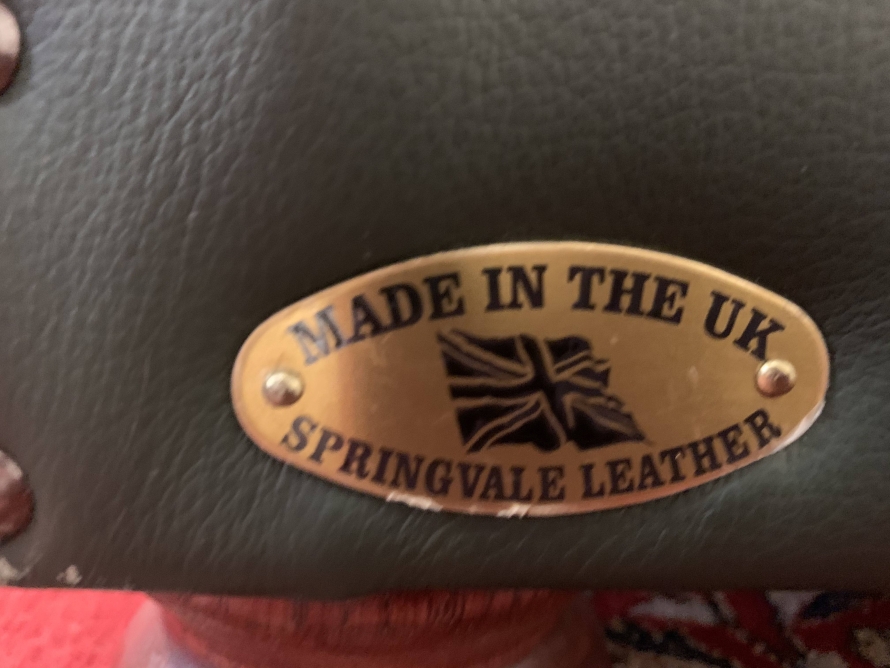 MADE IN THE UK
SPRINGVALE LEATHER